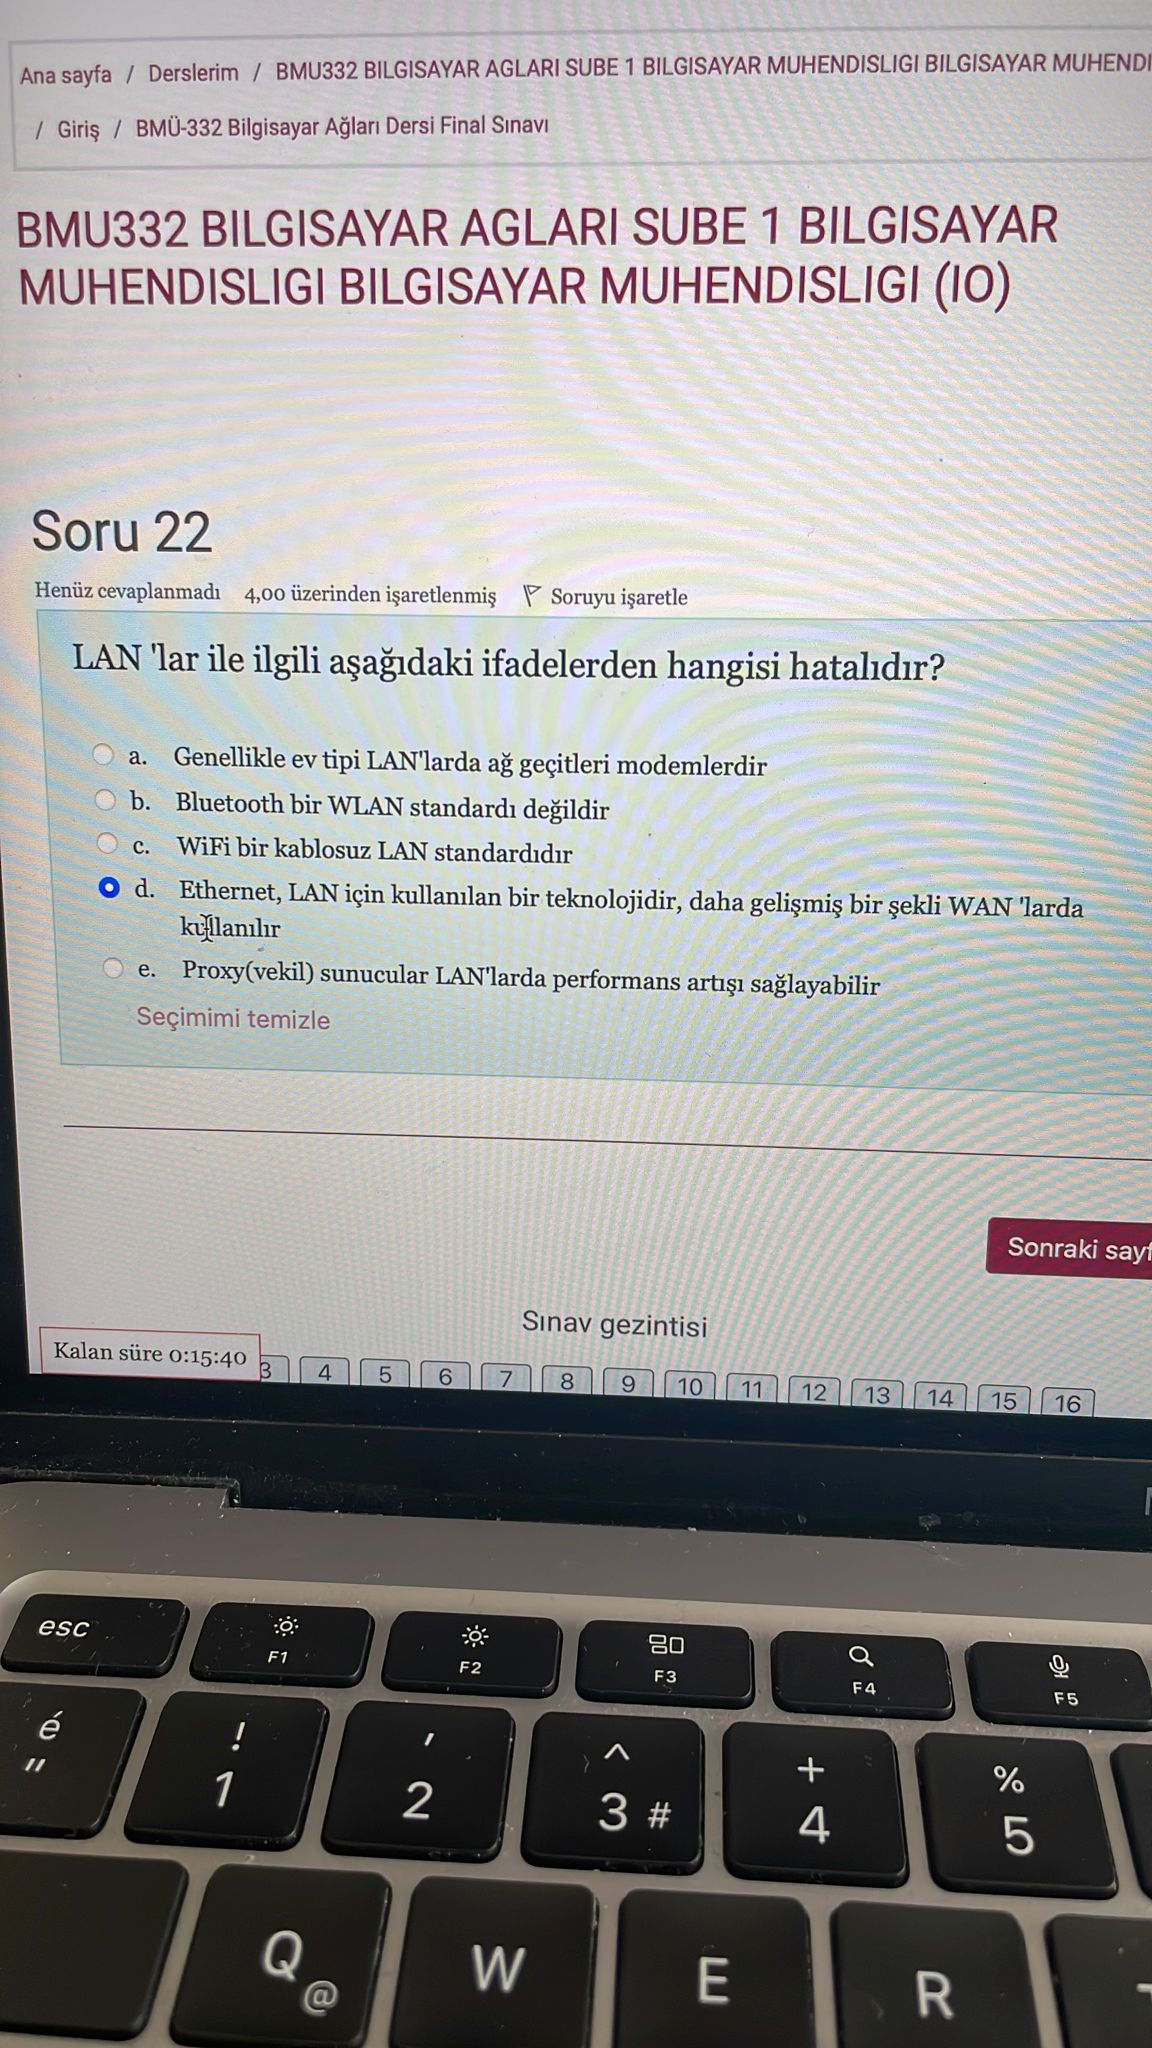 Ana sayfa / Derslerim / BMU332 BILGISAYAR AGLARI SUBE 1 BILGISAYAR MUHENDISLIGI BILGISAYAR MUHENDI
/ Giriş / BMÜ-332 Bilgisayar Ağları Dersi Final Sınavı
BMU332 BILGISAYAR AGLARI SUBE 1 BILGISAYAR
MUHENDISLIGI BILGISAYAR MUHENDISLIGI (IO)
Soru 22
Henüz cevaplanmadı 4,00 üzerinden işaretlenmiş Soruyu işaretle
LAN 'lar ile ilgili aşağıdaki ifadelerden hangisi hatalıdır?
a. Genellikle ev tipi LAN'larda ağ geçitleri modemlerdir
b. Bluetooth bir WLAN standardı değildir
c. WiFi bir kablosuz LAN standardıdır
d. Ethernet, LAN için kullanılan bir teknolojidir, daha gelişmiş bir şekli WAN 'larda
kullanılır
e. Proxy(vekil) sunucular LAN'larda performans artışı sağlayabilir
Seçimimi temizle
Sonraki sayf
Sınav gezintisi
Kalan süre 0:15:40
3 4 5 6 7 8 9 10 11 12 13 14 15 16
esc F1 F2 F3 F4 F5
é " ! 1 ' 2 ^ 3 # + 4 % 5
Q @ W E R